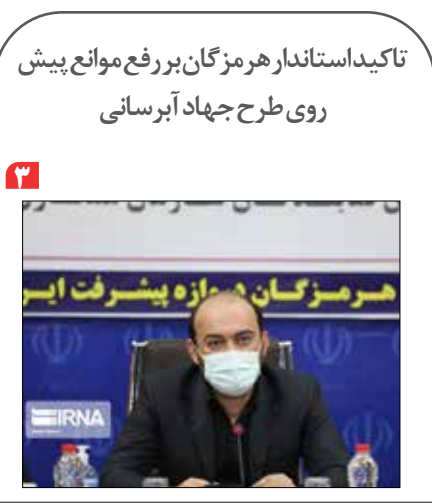 تاکید استاندار هرمزگان بر رفع موانع پیش
روی طرح جهاد آبرسانی
۳
هرمزگان دروازه پیشرفت ایر
IRNA